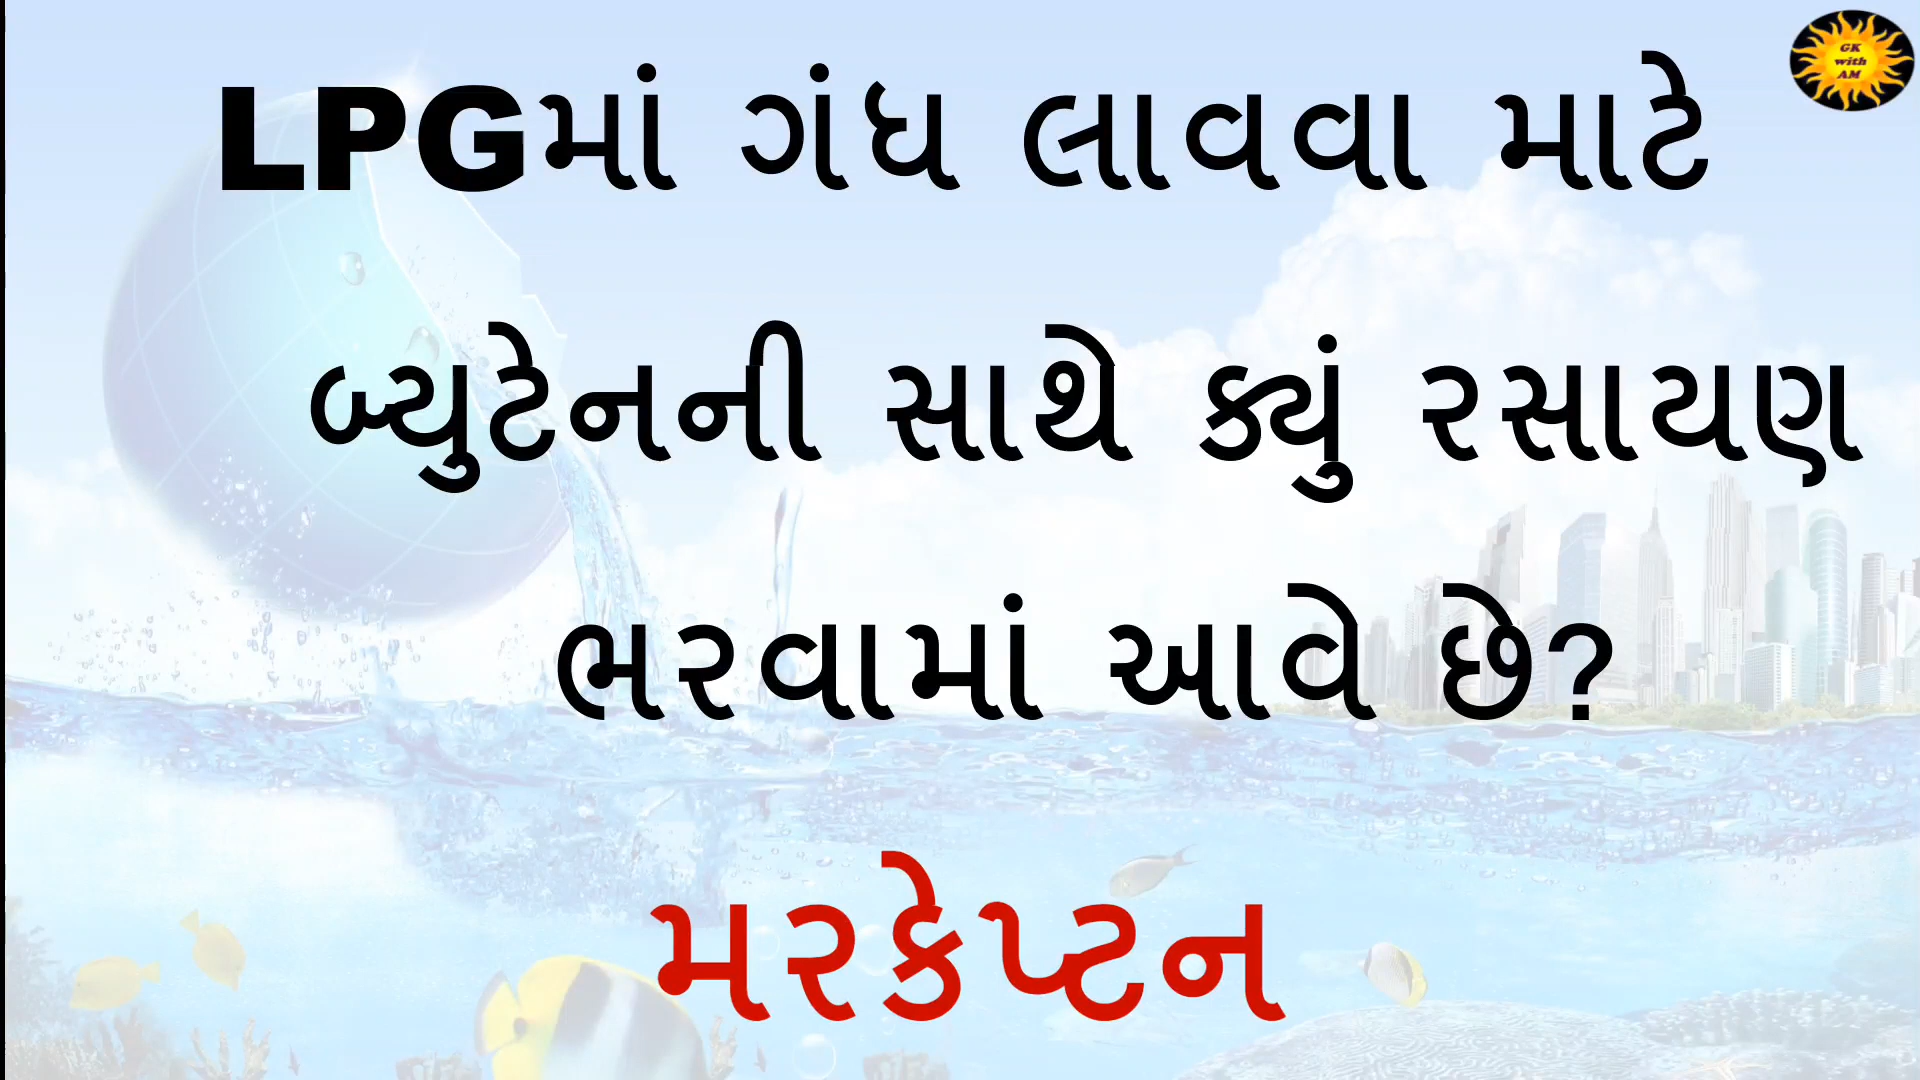 GK
with
AM
LPGમાં ગંધ લાવવા માટે
બ્યુટેનની સાથે ક્યું રસાયણ
ભરવામાં આવે છે?
મરકેપ્ટન